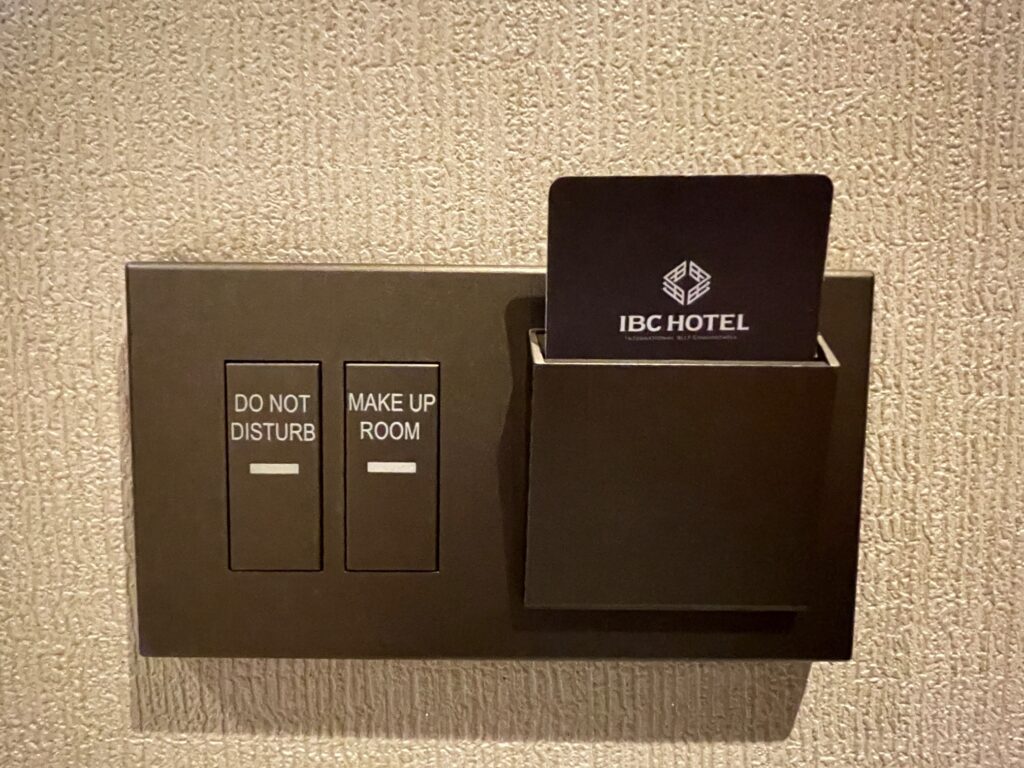 DO NOT
DISTURB
MAKE UP
ROOM
IBC HOTEL